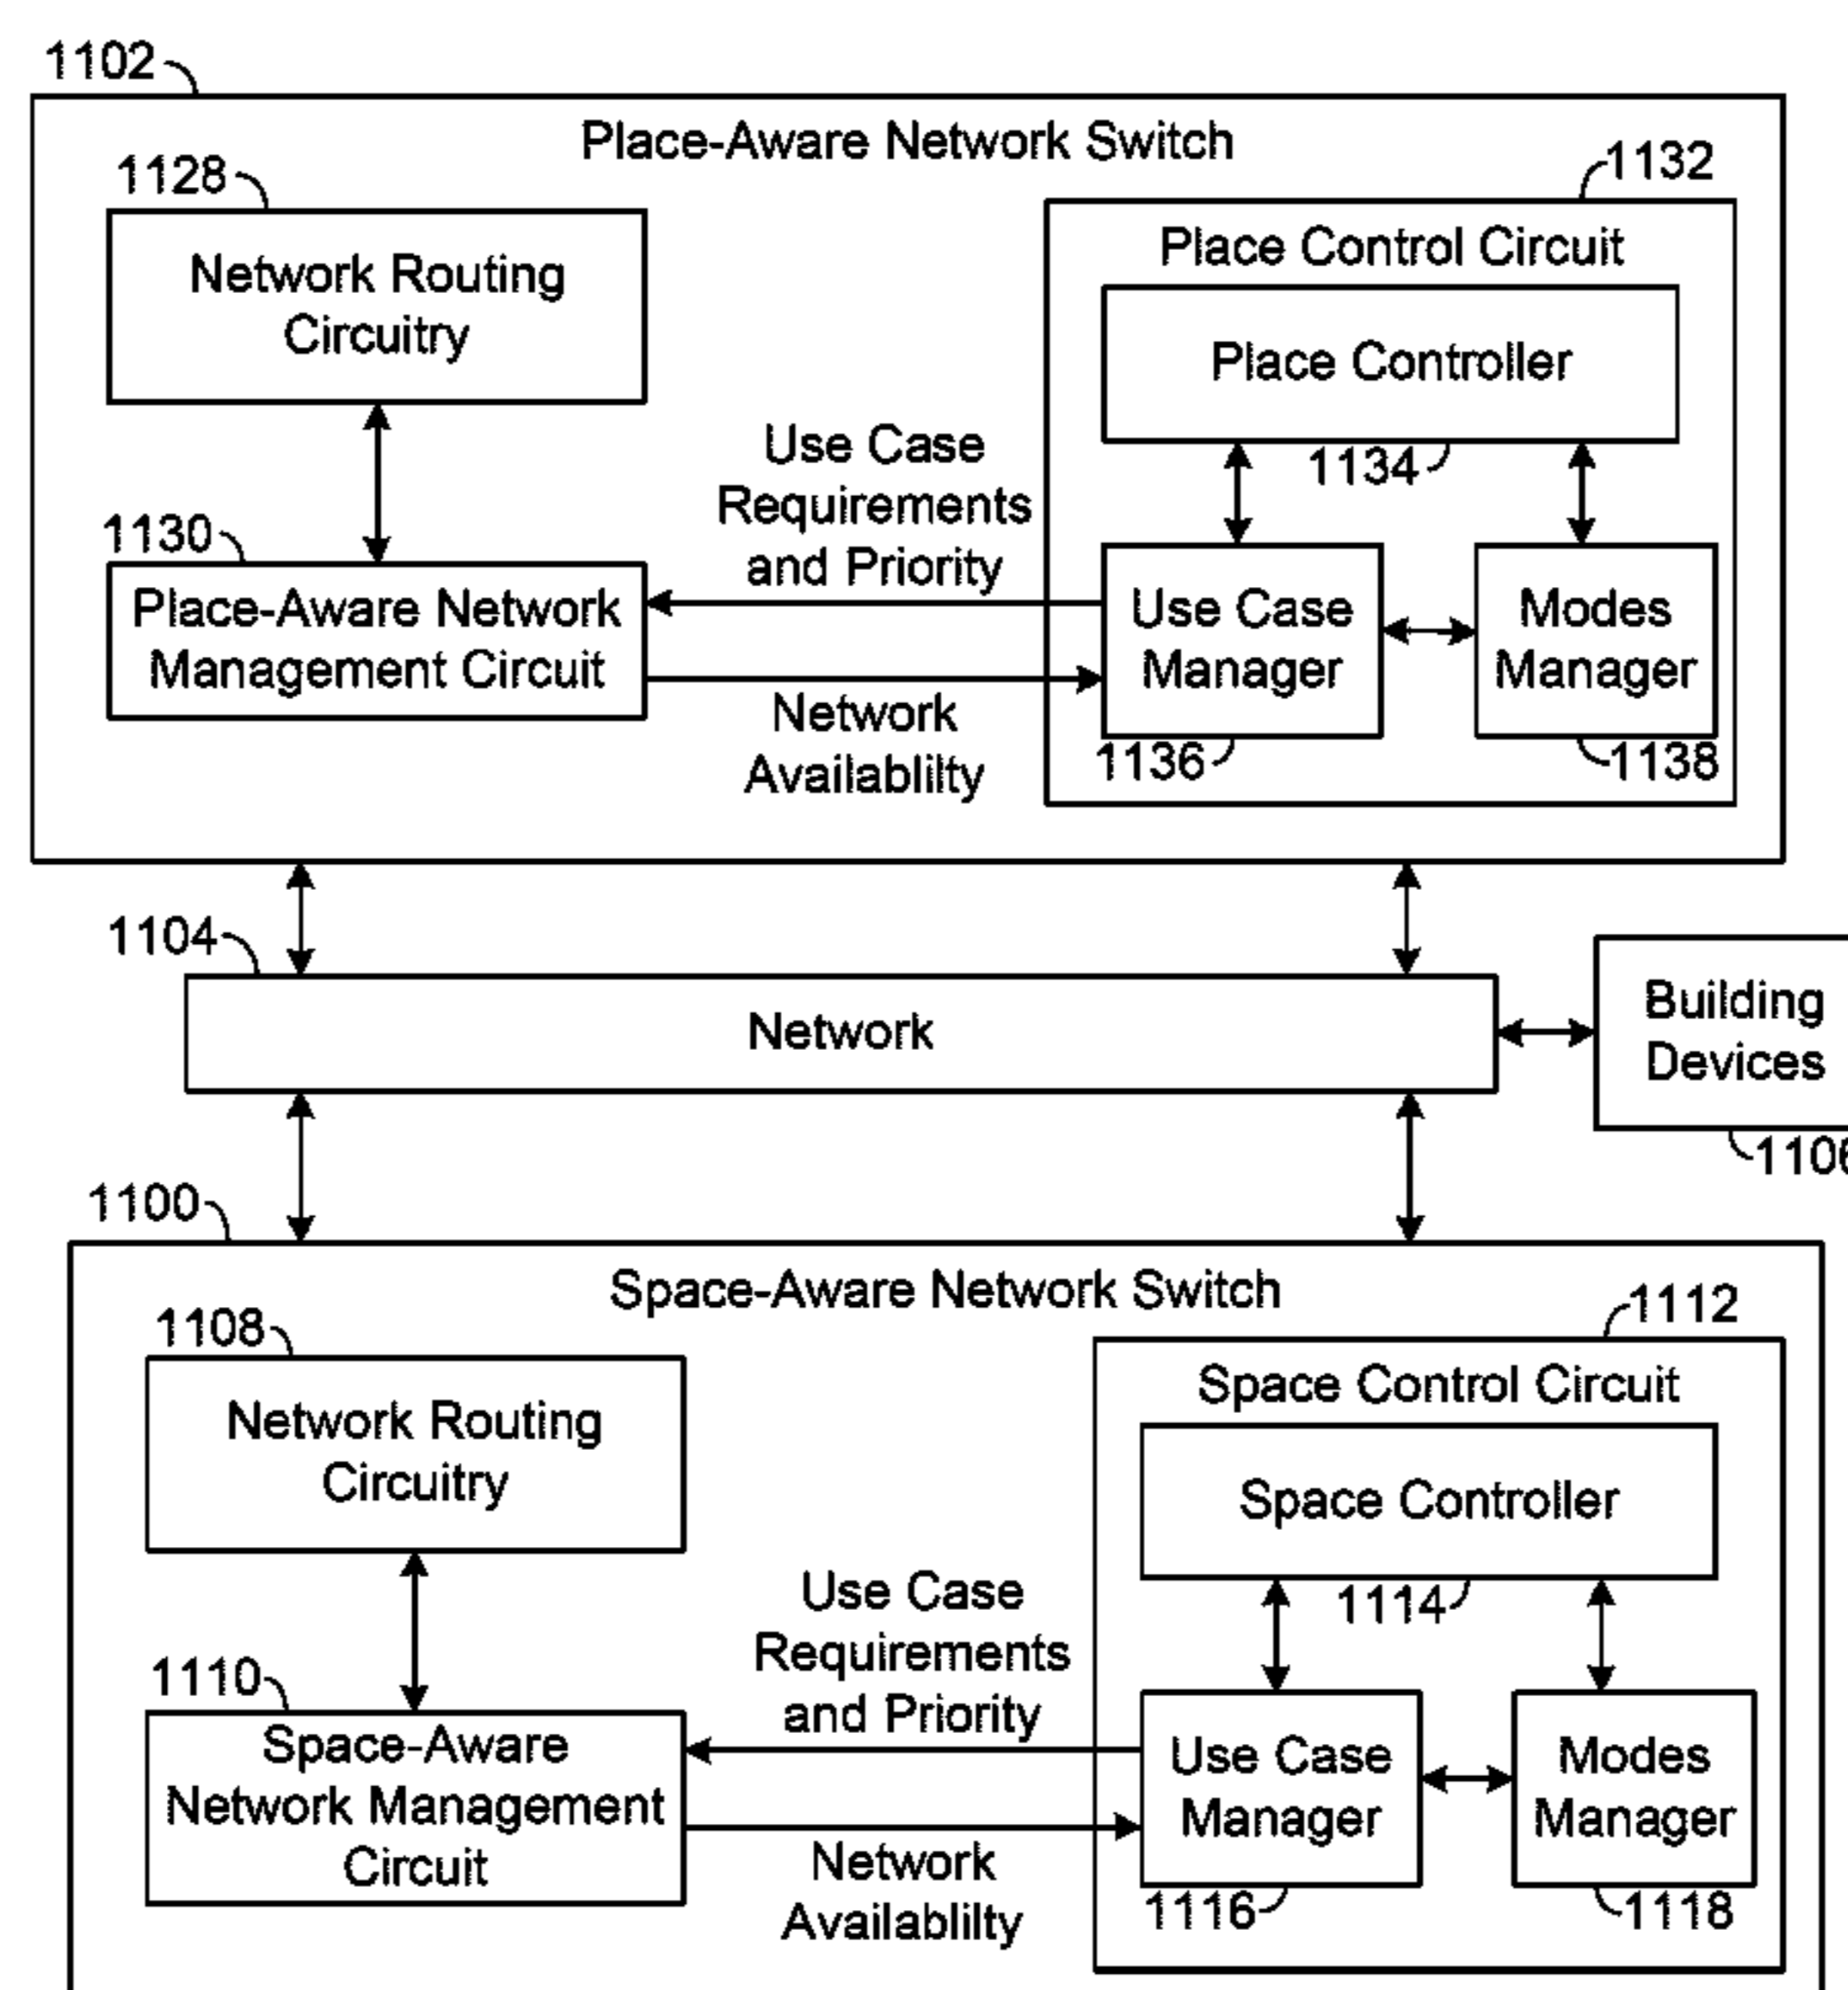 1102
Place-Aware Network Switch
1128
Network Routing
Circuitry
1132
Place Control Circuit
Place Controller
1134
Use Case
Requirements
and Priority
1130
Place-Aware Network
Management Circuit
Use Case
Manager
Modes
Manager
Network
Availablilty
1136
1138
1104
Network
Building
Devices
1106
1100
Space-Aware Network Switch
1108
Network Routing
Circuitry
1112
Space Control Circuit
Space Controller
1114
Use Case
Requirements
and Priority
1110
Space-Aware
Network Management
Circuit
Use Case
Manager
Modes
Manager
Network
Availablilty
1116
1118